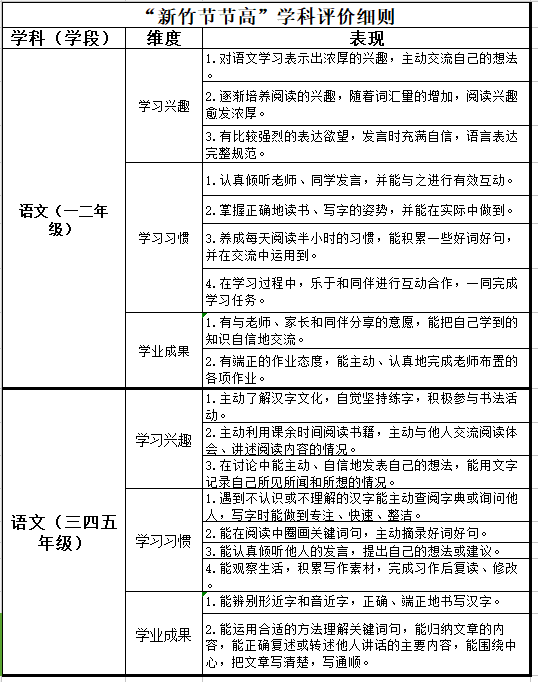 “新竹节节高”学科评价细则
学科（学段）	维度	表现
语文（一二年
级）
学习兴趣
1.对语文学习表示出浓厚的兴趣，主动交流自己的想法
。
2.逐渐培养阅读的兴趣，随着词汇量的增加，阅读兴趣
愈发浓厚。
3.有比较强烈的表达欲望，发言时充满自信，语言表达
完整规范。
学习习惯
1.认真倾听老师、同学发言，并能与之进行有效互动。
2.掌握正确地读书、写字的姿势，并能在实际中做到。
3.养成每天阅读半小时的习惯，能积累一些好词好句，
并在交流中运用到。
4.在学习过程中，乐于和同伴进行互动合作，一同完成
学习任务。
学业成果
1.有与老师、家长和同伴分享的意愿，能把自己学到的
知识自信地交流。
2.有端正的作业态度，能主动、认真地完成老师布置的
各项作业。
语文（三四五
年级）
学习兴趣
1.主动了解汉字文化，自觉坚持练字，积极参与书法活
动。
2.主动利用课余时间阅读书籍，主动与他人交流阅读体
会、讲述阅读内容的情况。
3.在讨论中能主动、自信地发表自己的想法，能用文字
记录自己所见所闻和所想的情况。
学习习惯
1.遇到不认识或不理解的汉字能主动查阅字典或询问他
人，写字时能做到专注、快速、整洁。
2.能在阅读中圈画关键词句，主动摘录好词好句。
3.能认真倾听他人的发言，提出自己的想法或建议。
4.能观察生活，积累写作素材，完成习作后复读、修改
。
学业成果
1.能辨别形近字和音近字，正确、端正地书写汉字。
2.能运用合适的方法理解关键词句，能归纳文章的内
容，能正确复述或转述他人讲话的主要内容，能围绕中
心，把文章写清楚，写通顺。